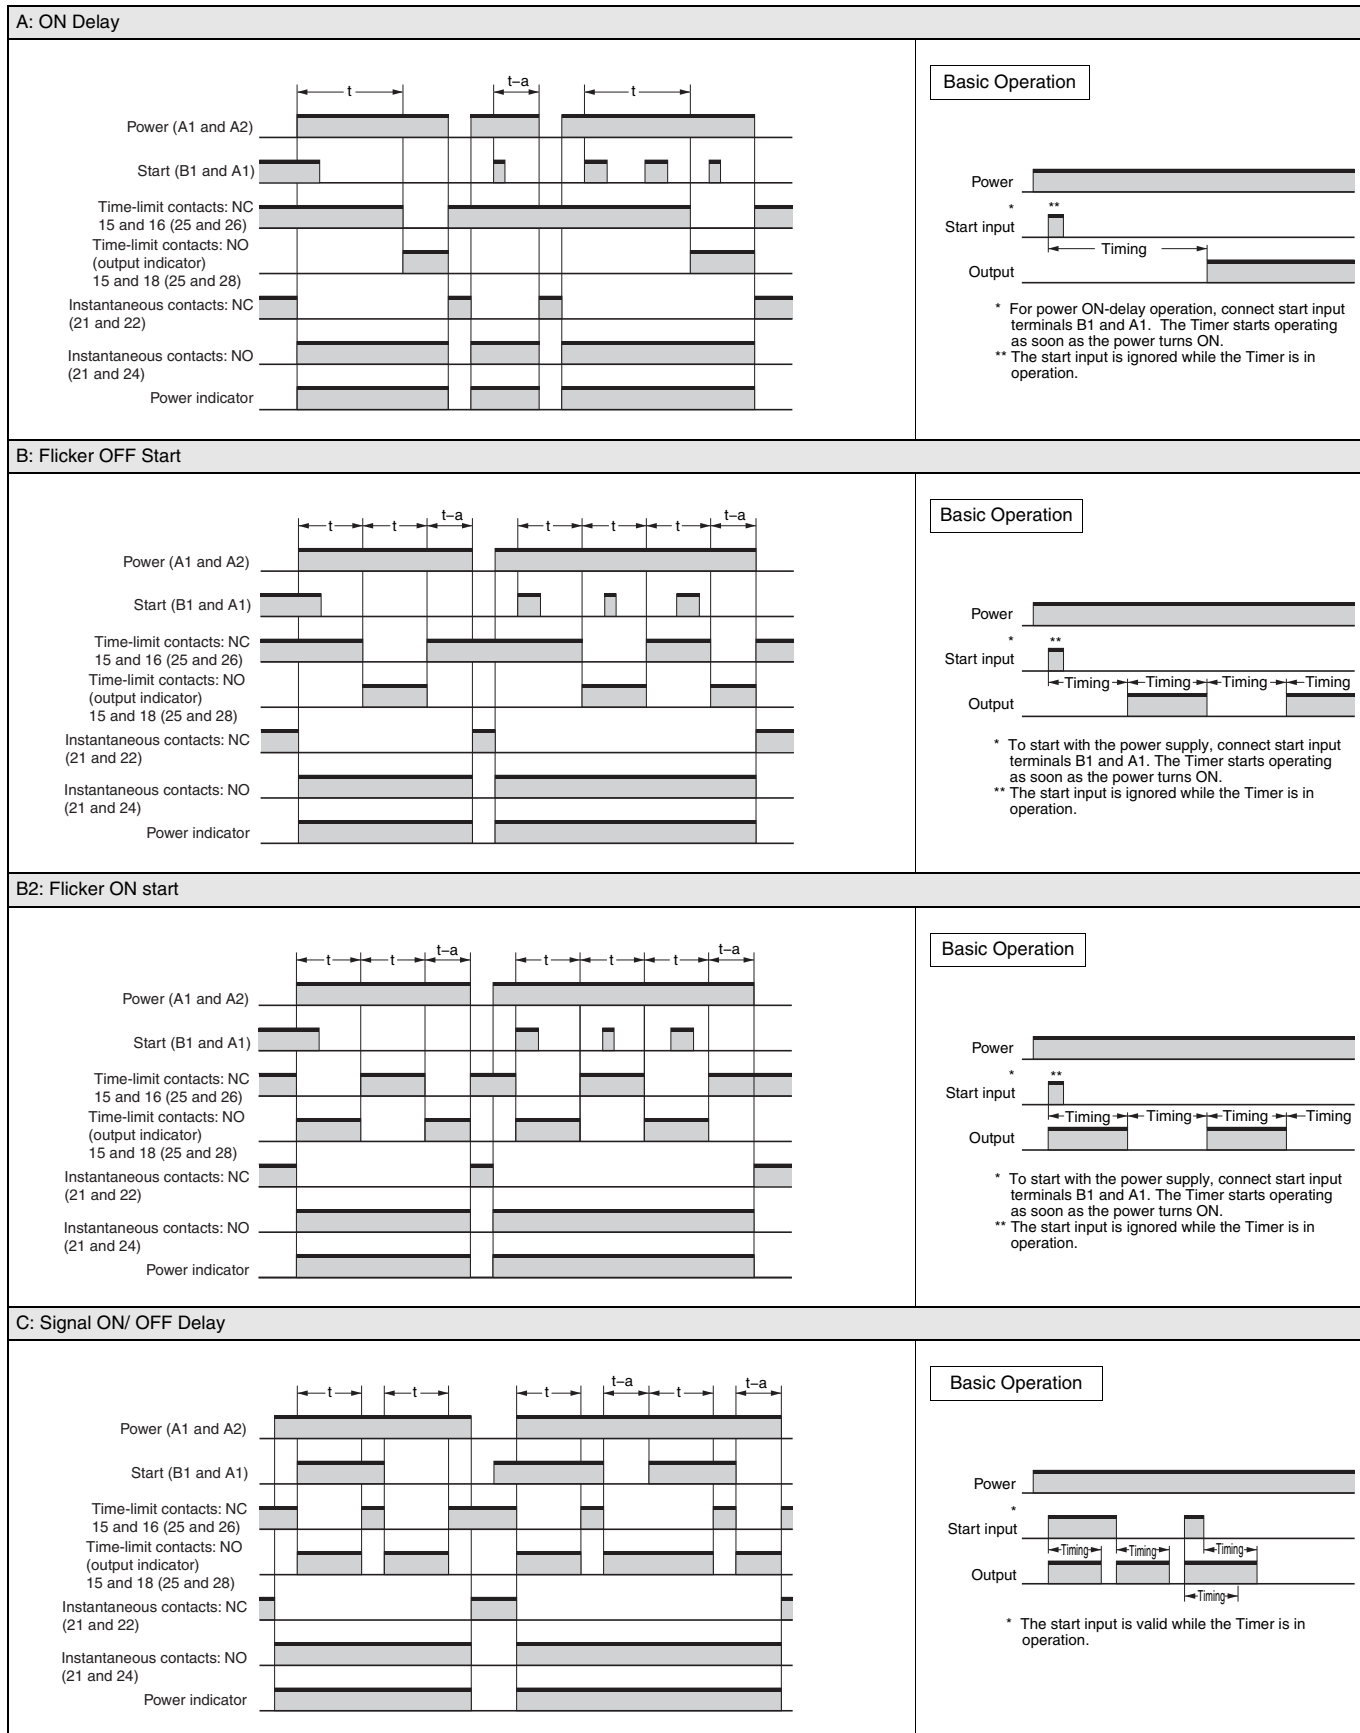 A: ON Delay
t
t−a
t
Power (A1 and A2)
Start (B1 and A1)
Time-limit contacts: NC
15 and 16 (25 and 26)
Time-limit contacts: NO
(output indicator)
15 and 18 (25 and 28)
Instantaneous contacts: NC
(21 and 22)
Instantaneous contacts: NO
(21 and 24)
Power indicator
Basic Operation
Power
*
**
Start input
Timing
Output
* For power ON-delay operation, connect start input
terminals B1 and A1. The Timer starts operating
as soon as the power turns ON.
** The start input is ignored while the Timer is in
operation.
B: Flicker OFF Start
t
t
t−a
t
t
t
t−a
Power (A1 and A2)
Start (B1 and A1)
Time-limit contacts: NC
15 and 16 (25 and 26)
Time-limit contacts: NO
(output indicator)
15 and 18 (25 and 28)
Instantaneous contacts: NC
(21 and 22)
Instantaneous contacts: NO
(21 and 24)
Power indicator
Basic Operation
Power
*
**
Start input
Timing
Timing
Timing
Timing
Output
* To start with the power supply, connect start input
terminals B1 and A1. The Timer starts operating
as soon as the power turns ON.
** The start input is ignored while the Timer is in
operation.
B2: Flicker ON start
t
t
t−a
t
t
t
t−a
Power (A1 and A2)
Start (B1 and A1)
Time-limit contacts: NC
15 and 16 (25 and 26)
Time-limit contacts: NO
(output indicator)
15 and 18 (25 and 28)
Instantaneous contacts: NC
(21 and 22)
Instantaneous contacts: NO
(21 and 24)
Power indicator
Basic Operation
Power
*
**
Start input
Timing
Timing
Timing
Timing
Output
* To start with the power supply, connect start input
terminals B1 and A1. The Timer starts operating
as soon as the power turns ON.
** The start input is ignored while the Timer is in
operation.
C: Signal ON/ OFF Delay
t
t
t
t−a
t
t−a
Power (A1 and A2)
Start (B1 and A1)
Time-limit contacts: NC
15 and 16 (25 and 26)
Time-limit contacts: NO
(output indicator)
15 and 18 (25 and 28)
Instantaneous contacts: NC
(21 and 22)
Instantaneous contacts: NO
(21 and 24)
Power indicator
Basic Operation
Power
*
Start input
Timing
Timing
Timing
Output
Timing
* The start input is valid while the Timer is in
operation.